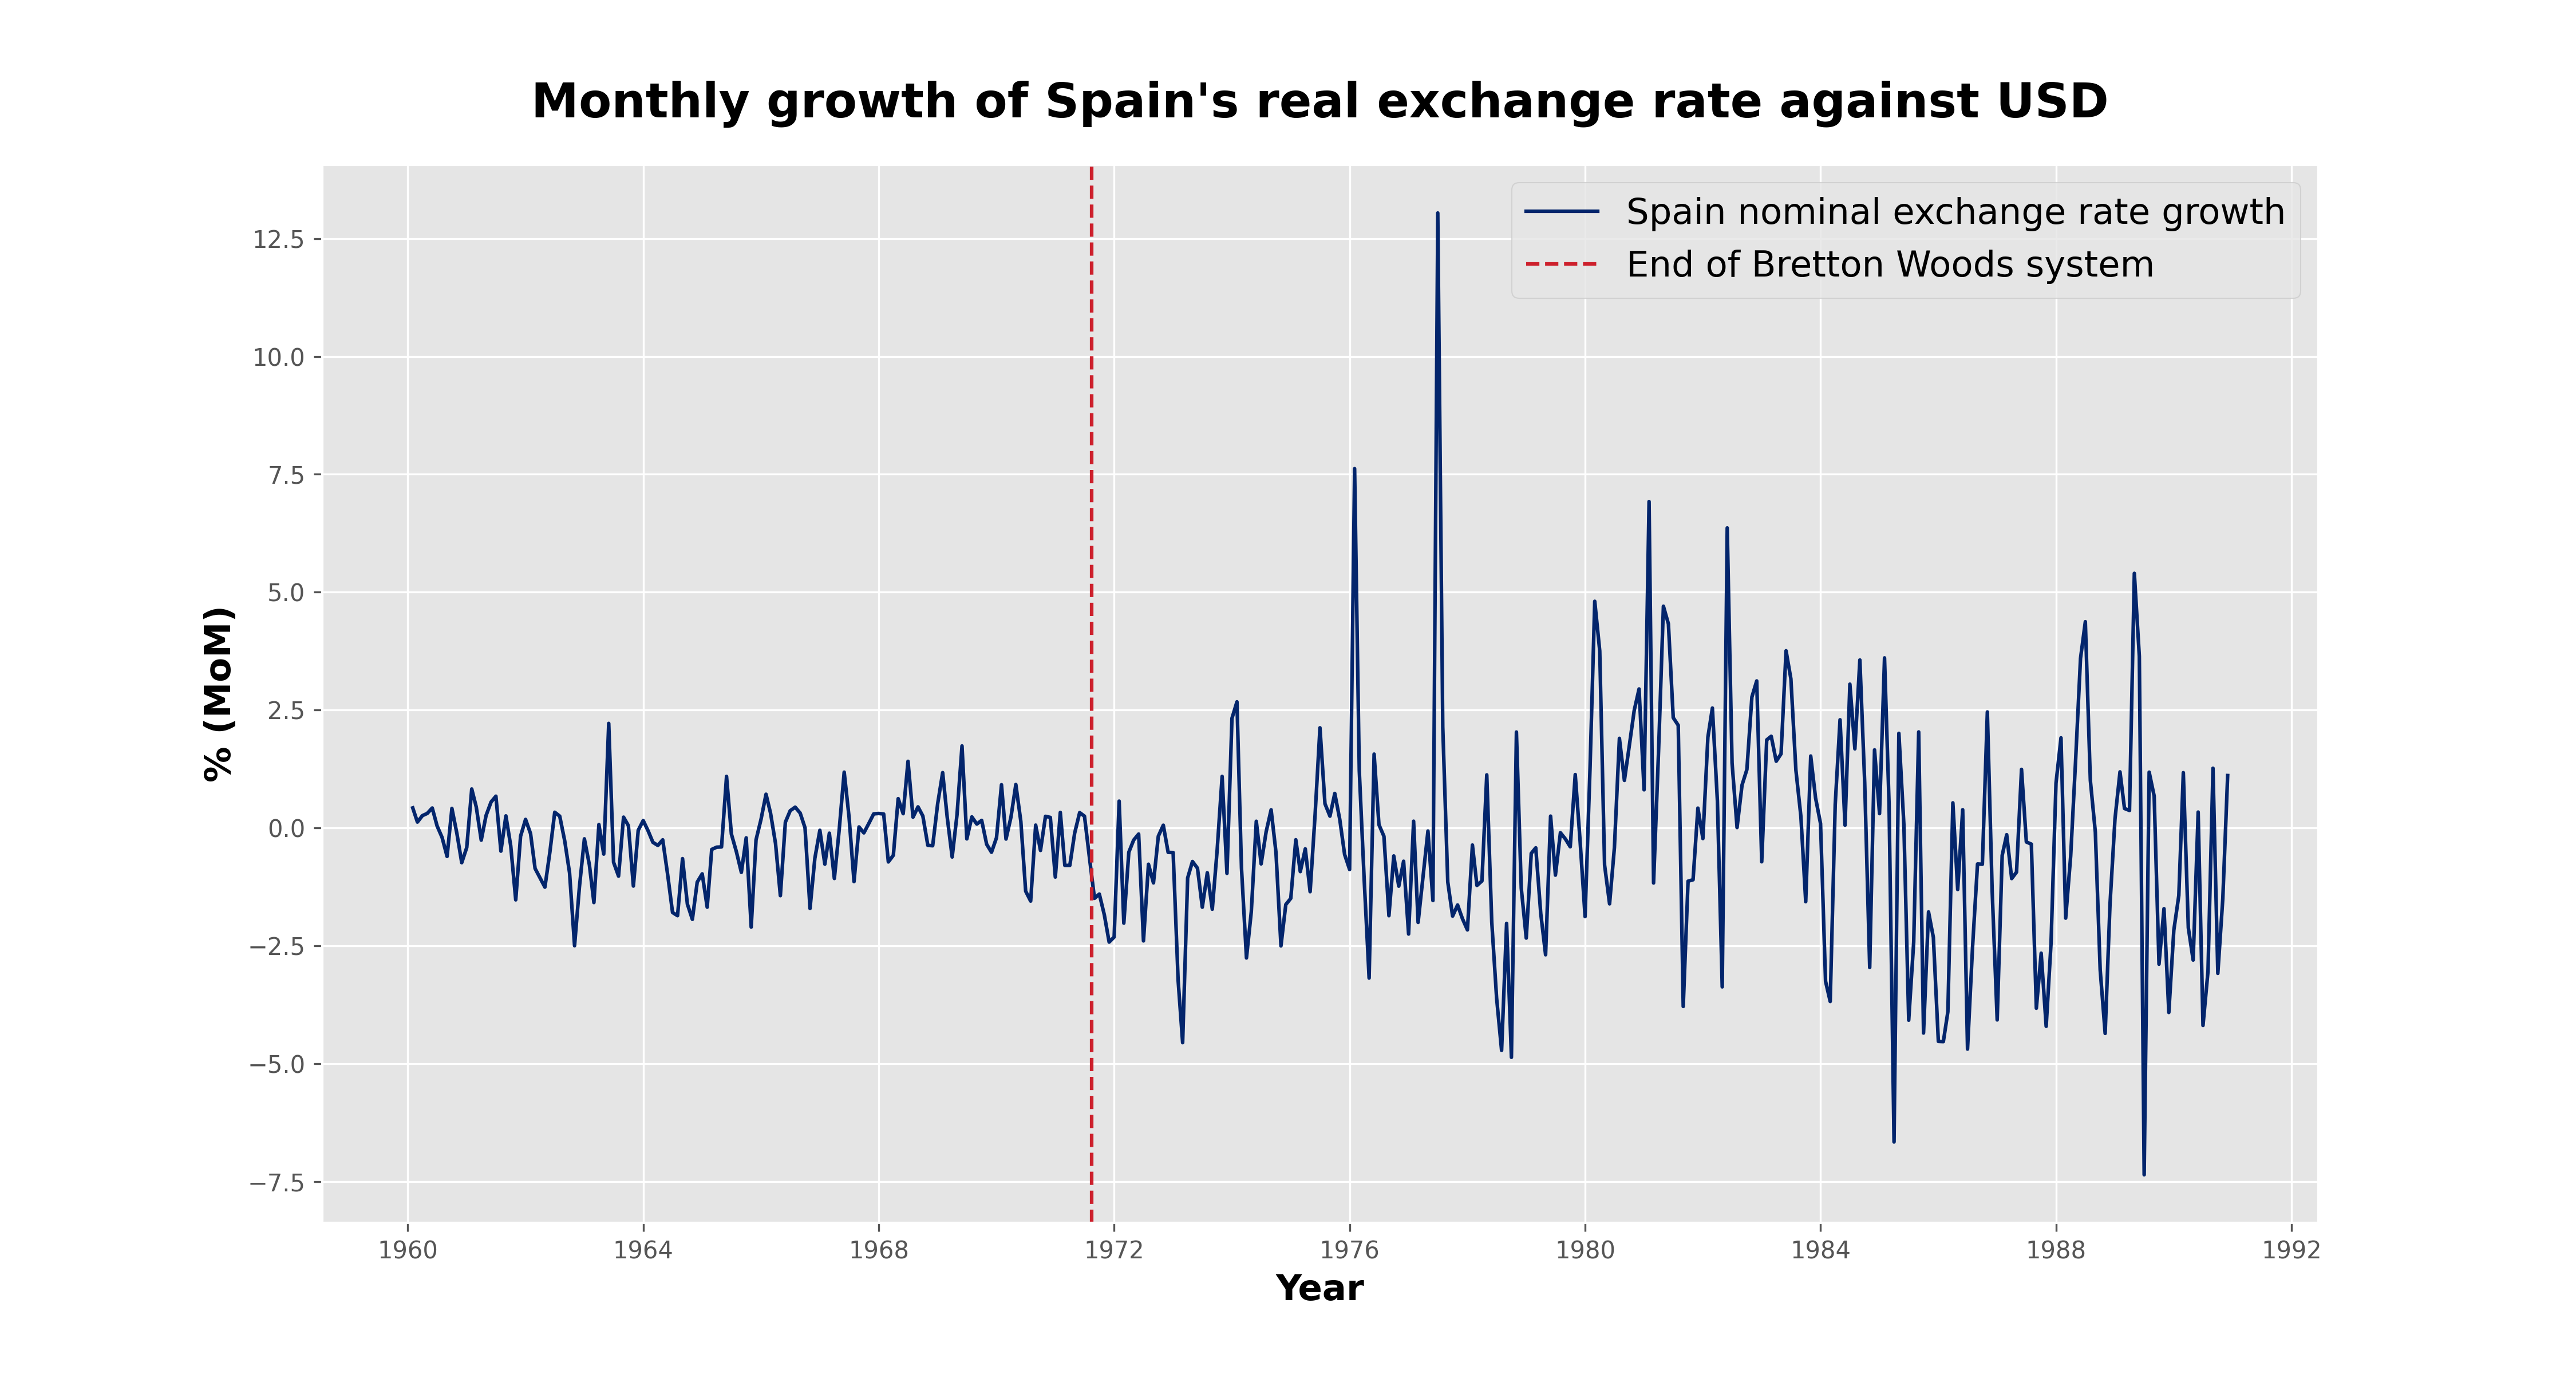 Monthly growth of Spain's real exchange rate against USD
Spain nominal exchange rate growth
End of Bretton Woods system
12.5
10.0
7.5
5.0
2.5
0.0
−2.5
−5.0
−7.5
% (MoM)
1960 1964 1968 1972 1976 1980 1984 1988 1992
Year